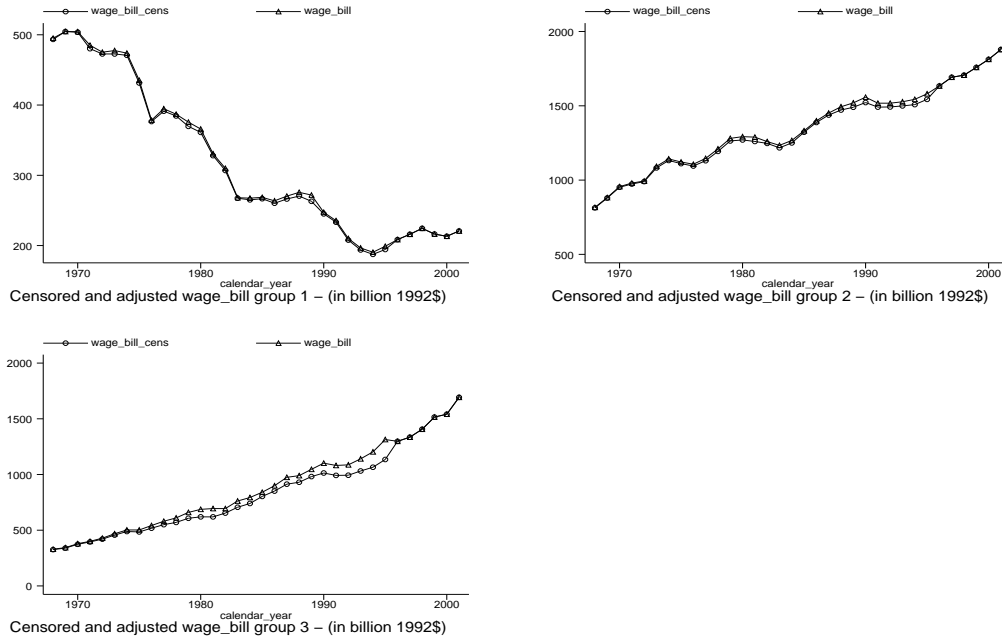 wage_bill_cens wage_bill
500
400
300
200
1970 1980 1990 2000
calendar_year
Censored and adjusted wage_bill group 1 – (in billion 1992$)
wage_bill_cens wage_bill
2000
1500
1000
500
1970 1980 1990 2000
calendar_year
Censored and adjusted wage_bill group 2 – (in billion 1992$)
wage_bill_cens wage_bill
2000
1500
1000
500
0
1970 1980 1990 2000
calendar_year
Censored and adjusted wage_bill group 3 – (in billion 1992$)